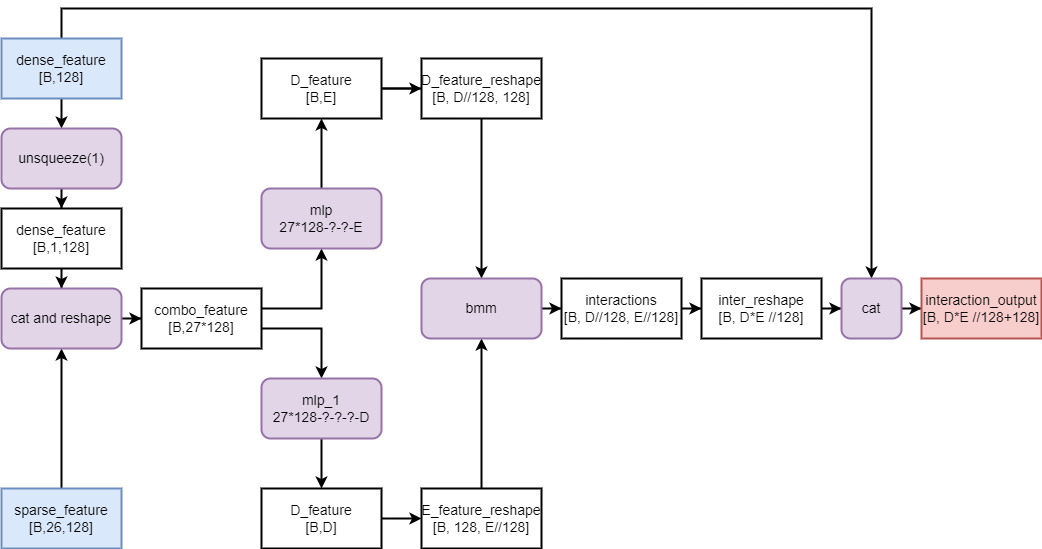 dense_feature
[B,128]
unsqueeze(1)
dense_feature
[B,1,128]
cat and reshape
sparse_feature
[B,26,128]
combo_feature
[B,27*128]
D_feature
[B,E]
mlp
27*128-?-?-E
mlp_1
27*128-?-?-?-D
D_feature
[B,D]
D_feature_reshape
[B, D//128, 128]
bmm
E_feature_reshape
[B, 128, E//128]
interactions
[B, D//128, E//128]
inter_reshape
[B, D*E //128]
cat
interaction_output
[B, D*E //128+128]